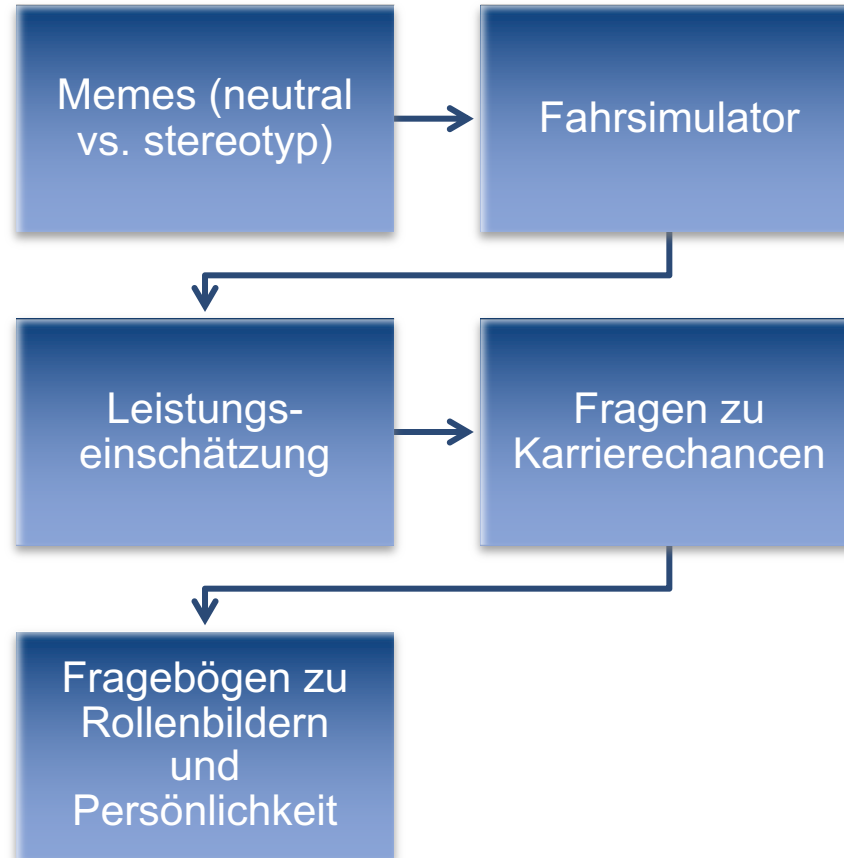 Memes (neutral
vs. stereotyp)
Fahrsimulator
Leistungs-
einschätzung
Fragen zu
Karrierechancen
Fragebögen zu
Rollenbildern
und
Persönlichkeit